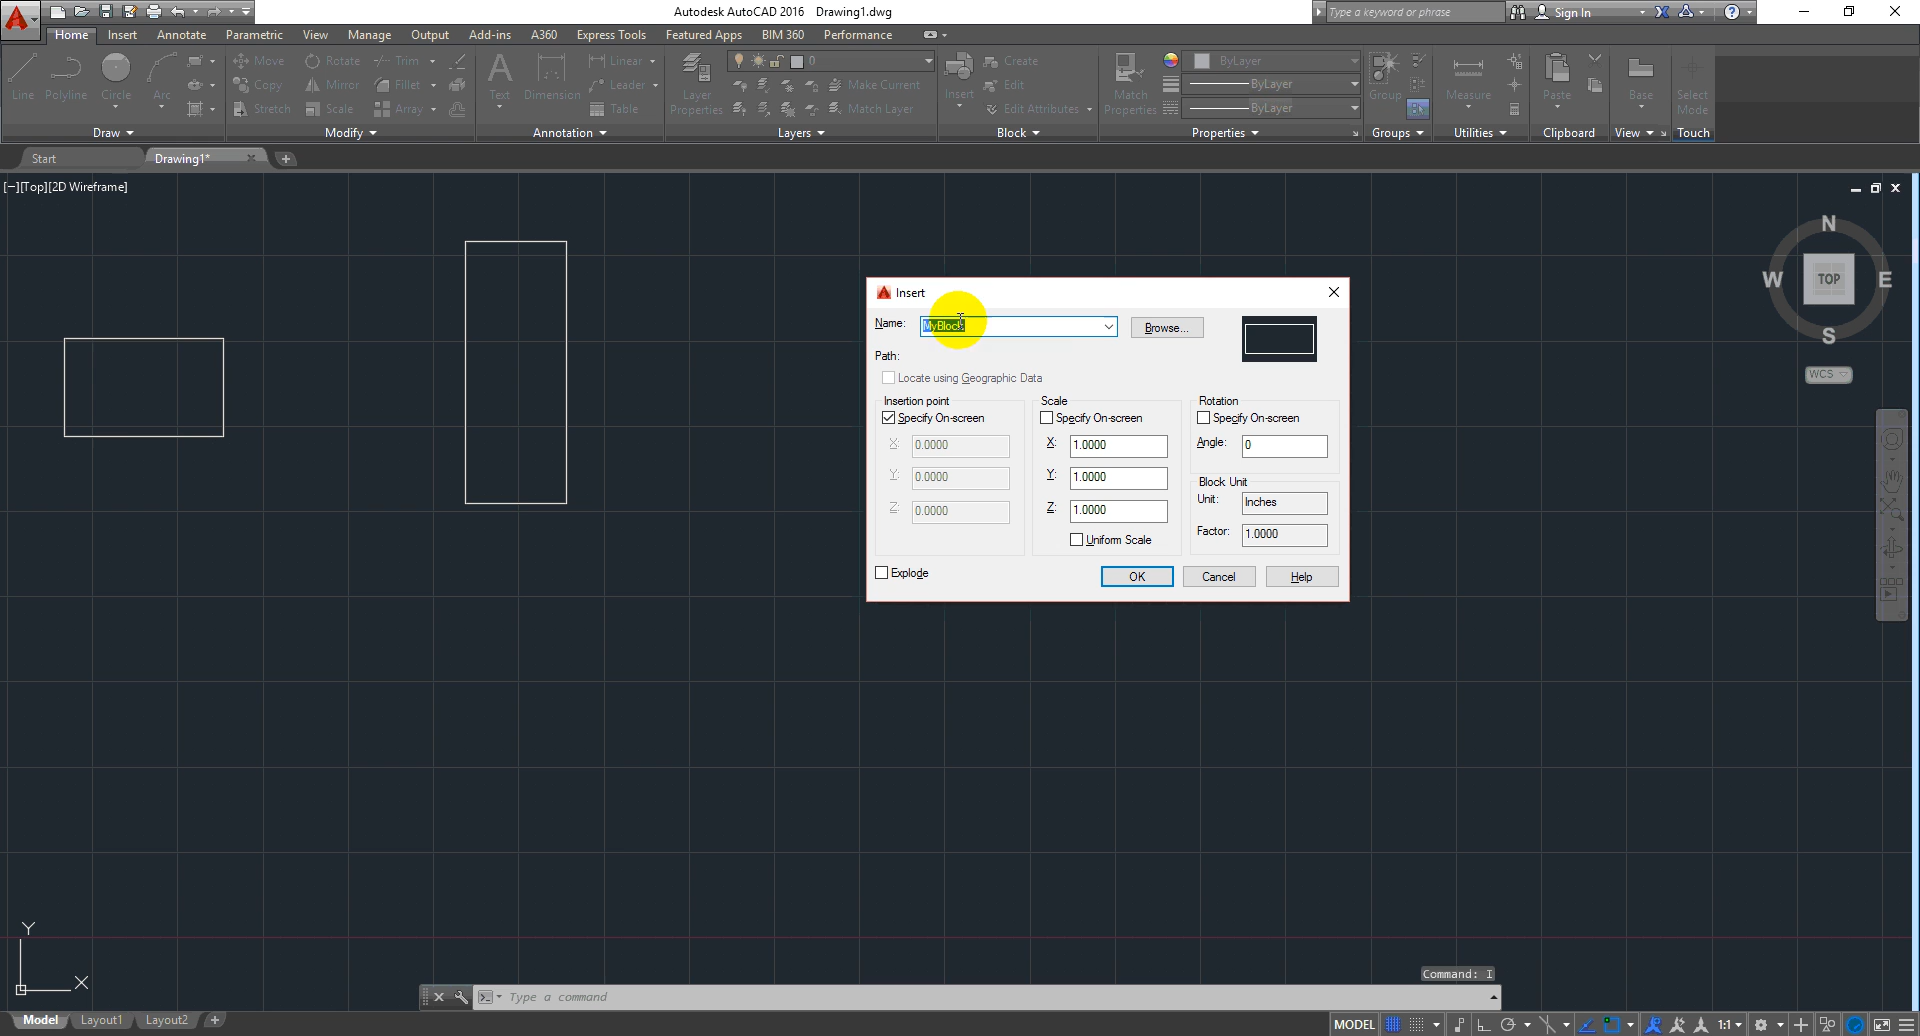 Autodesk AutoCAD 2016 Drawing1.dwg
Type a keyword or phrase
Sign In
Home Insert Annotate Parametric View Manage Output Add-ins A360 Express Tools Featured Apps BIM 360 Performance
Line Polyline Circle Arc
Move Rotate Trim
Copy Mirror Fillet
Stretch Scale Array
Text Dimension
Linear
Leader
Table
Layer
Properties
0
Make Current
Match Layer
Insert
Create
Edit
Edit Attributes
Match
Properties
ByLayer
ByLayer
ByLayer
Group
Measure
Paste
Base
Select
Mode
Draw Modify Annotation Layers Block Properties Groups Utilities Clipboard View Touch
Start Drawing1*
[−][Top][2D Wireframe]
N
W TOP E
S
WCS
Insert
Name: MyBlock Browse...
Path:
Locate using Geographic Data
Insertion point Scale Rotation
Specify On-screen Specify On-screen Specify On-screen
X: 0.0000 X: 1.0000 Angle: 0
Y: 0.0000 Y: 1.0000
Block Unit
Unit: Inches
Z: 0.0000 Z: 1.0000
Factor: 1.0000
Uniform Scale
Explode OK Cancel Help
Y
X
Command: I
Type a command
Model Layout1 Layout2
MODEL 1:1